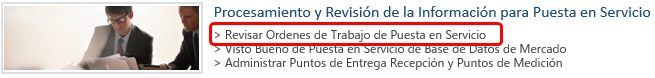 Procesamiento y Revisión de la Información para Puesta en Servicio
> Revisar Ordenes de Trabajo de Puesta en Servicio
> Visto Bueno de Puesta en Servicio de Base de Datos de Mercado
> Administrar Puntos de Entrega Recepción y Puntos de Medición